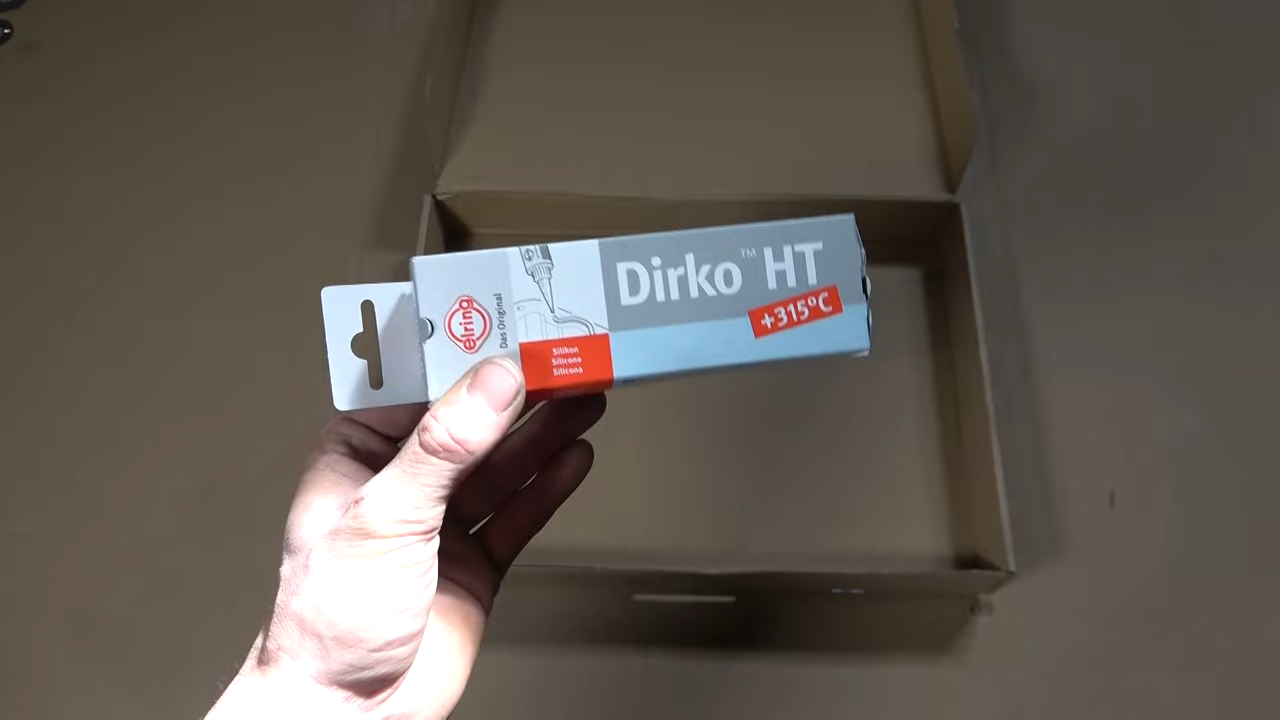 elring
Das Original
Silikon
Silicone
Silicona
Dirko™ HT
+315°C